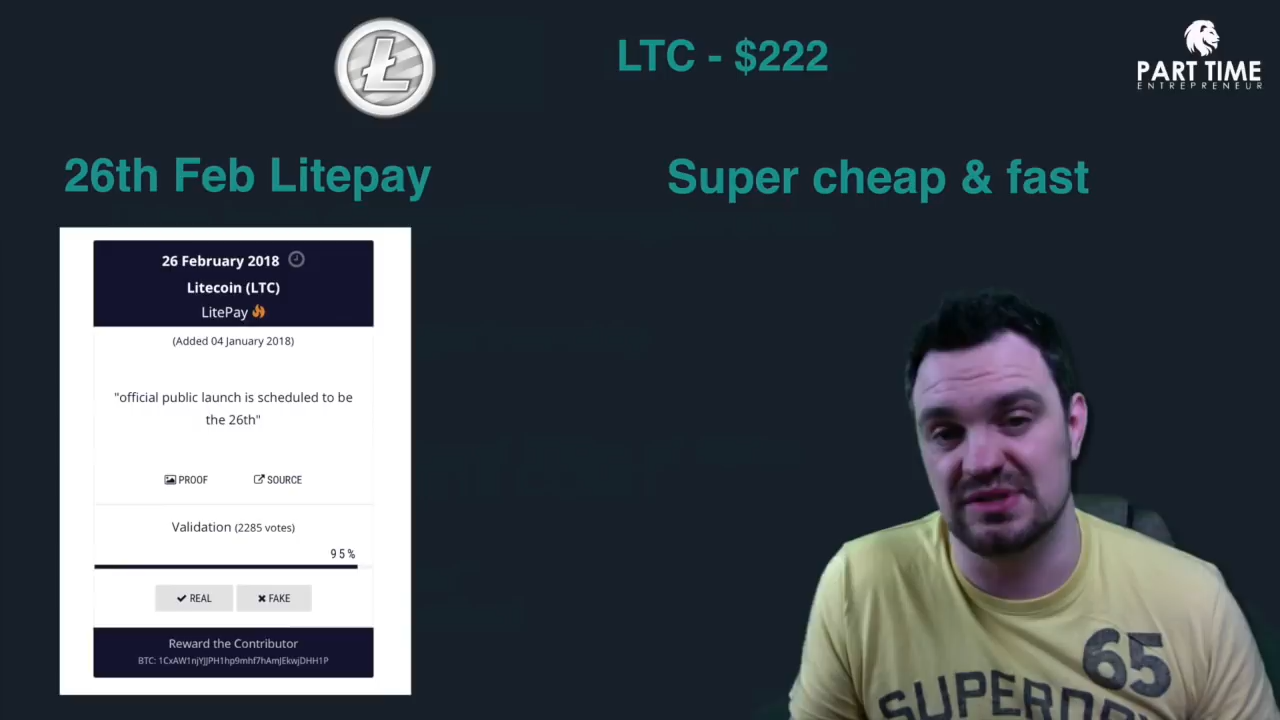 LTC - $222
PART TIME
ENTREPRENEUR
26th Feb Litepay
Super cheap & fast
26 February 2018
Litecoin (LTC)
LitePay
(Added 04 January 2018)
"official public launch is scheduled to be
the 26th"
PROOF
SOURCE
Validation (2285 votes)
95%
REAL
FAKE
Reward the Contributor
BTC:
65